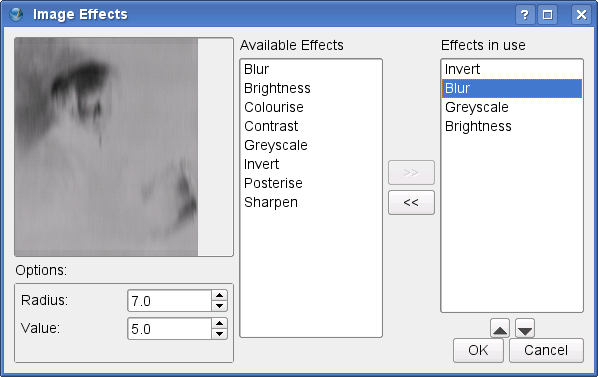 Image Effects
Available Effects
Effects in use
Blur
Brightness
Colourise
Contrast
Greyscale
Invert
Posterise
Sharpen
>>
<<
Invert
Blur
Greyscale
Brightness
Options:
Radius: 7.0
Value: 5.0
OK Cancel